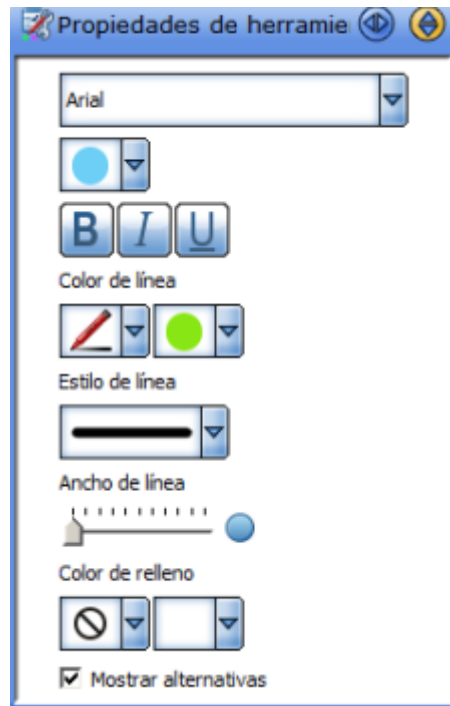 Propiedades de herramie
Arial
B I U
Color de línea
Estilo de línea
Ancho de línea
Color de relleno
Mostrar alternativas